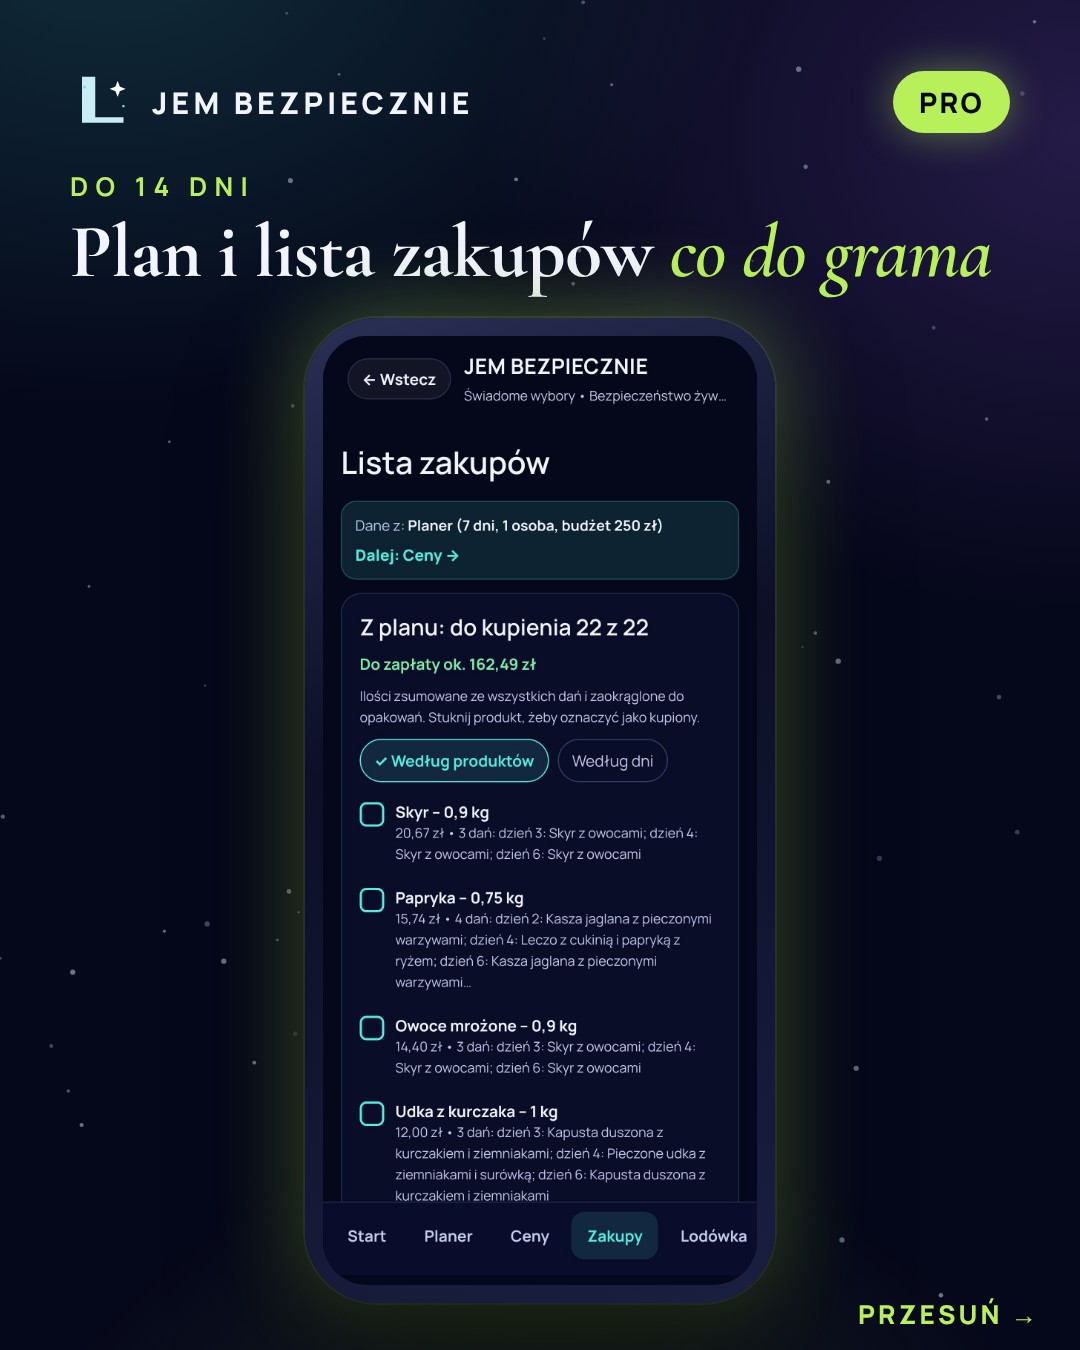 JEM BEZPIECZNIE
PRO
DO 14 DNI
Plan i lista zakupów co do grama
← Wstecz
JEM BEZPIECZNIE
Świadome wybory • Bezpieczeństwo żyw...
Lista zakupów
Dane z: Planer (7 dni, 1 osoba, budżet 250 zł)
Dalej: Ceny →
Z planu: do kupienia 22 z 22
Do zapłaty ok. 162,49 zł
Ilości zsumowane ze wszystkich dań i zaokrąglone do
opakowań. Stuknij produkt, żeby oznaczyć jako kupiony.
✓ Według produktów
Według dni
Skyr – 0,9 kg
20,67 zł • 3 dań: dzień 3: Skyr z owocami; dzień 4:
Skyr z owocami; dzień 6: Skyr z owocami
Papryka – 0,75 kg
15,74 zł • 4 dań: dzień 2: Kasza jaglana z pieczonymi
warzywami; dzień 4: Leczo z cukinią i papryką z
ryżem; dzień 6: Kasza jaglana z pieczonymi
warzywami...
Owoce mrożone – 0,9 kg
14,40 zł • 3 dań: dzień 3: Skyr z owocami; dzień 4:
Skyr z owocami; dzień 6: Skyr z owocami
Udka z kurczaka – 1 kg
12,00 zł • 3 dań: dzień 3: Kapusta duszona z
kurczakiem i ziemniakami; dzień 4: Pieczone udka z
ziemniakami i surówką; dzień 6: Kapusta duszona z
kurczakiem i ziemniakami
Start
Planer
Ceny
Zakupy
Lodówka
PRZESUŃ →